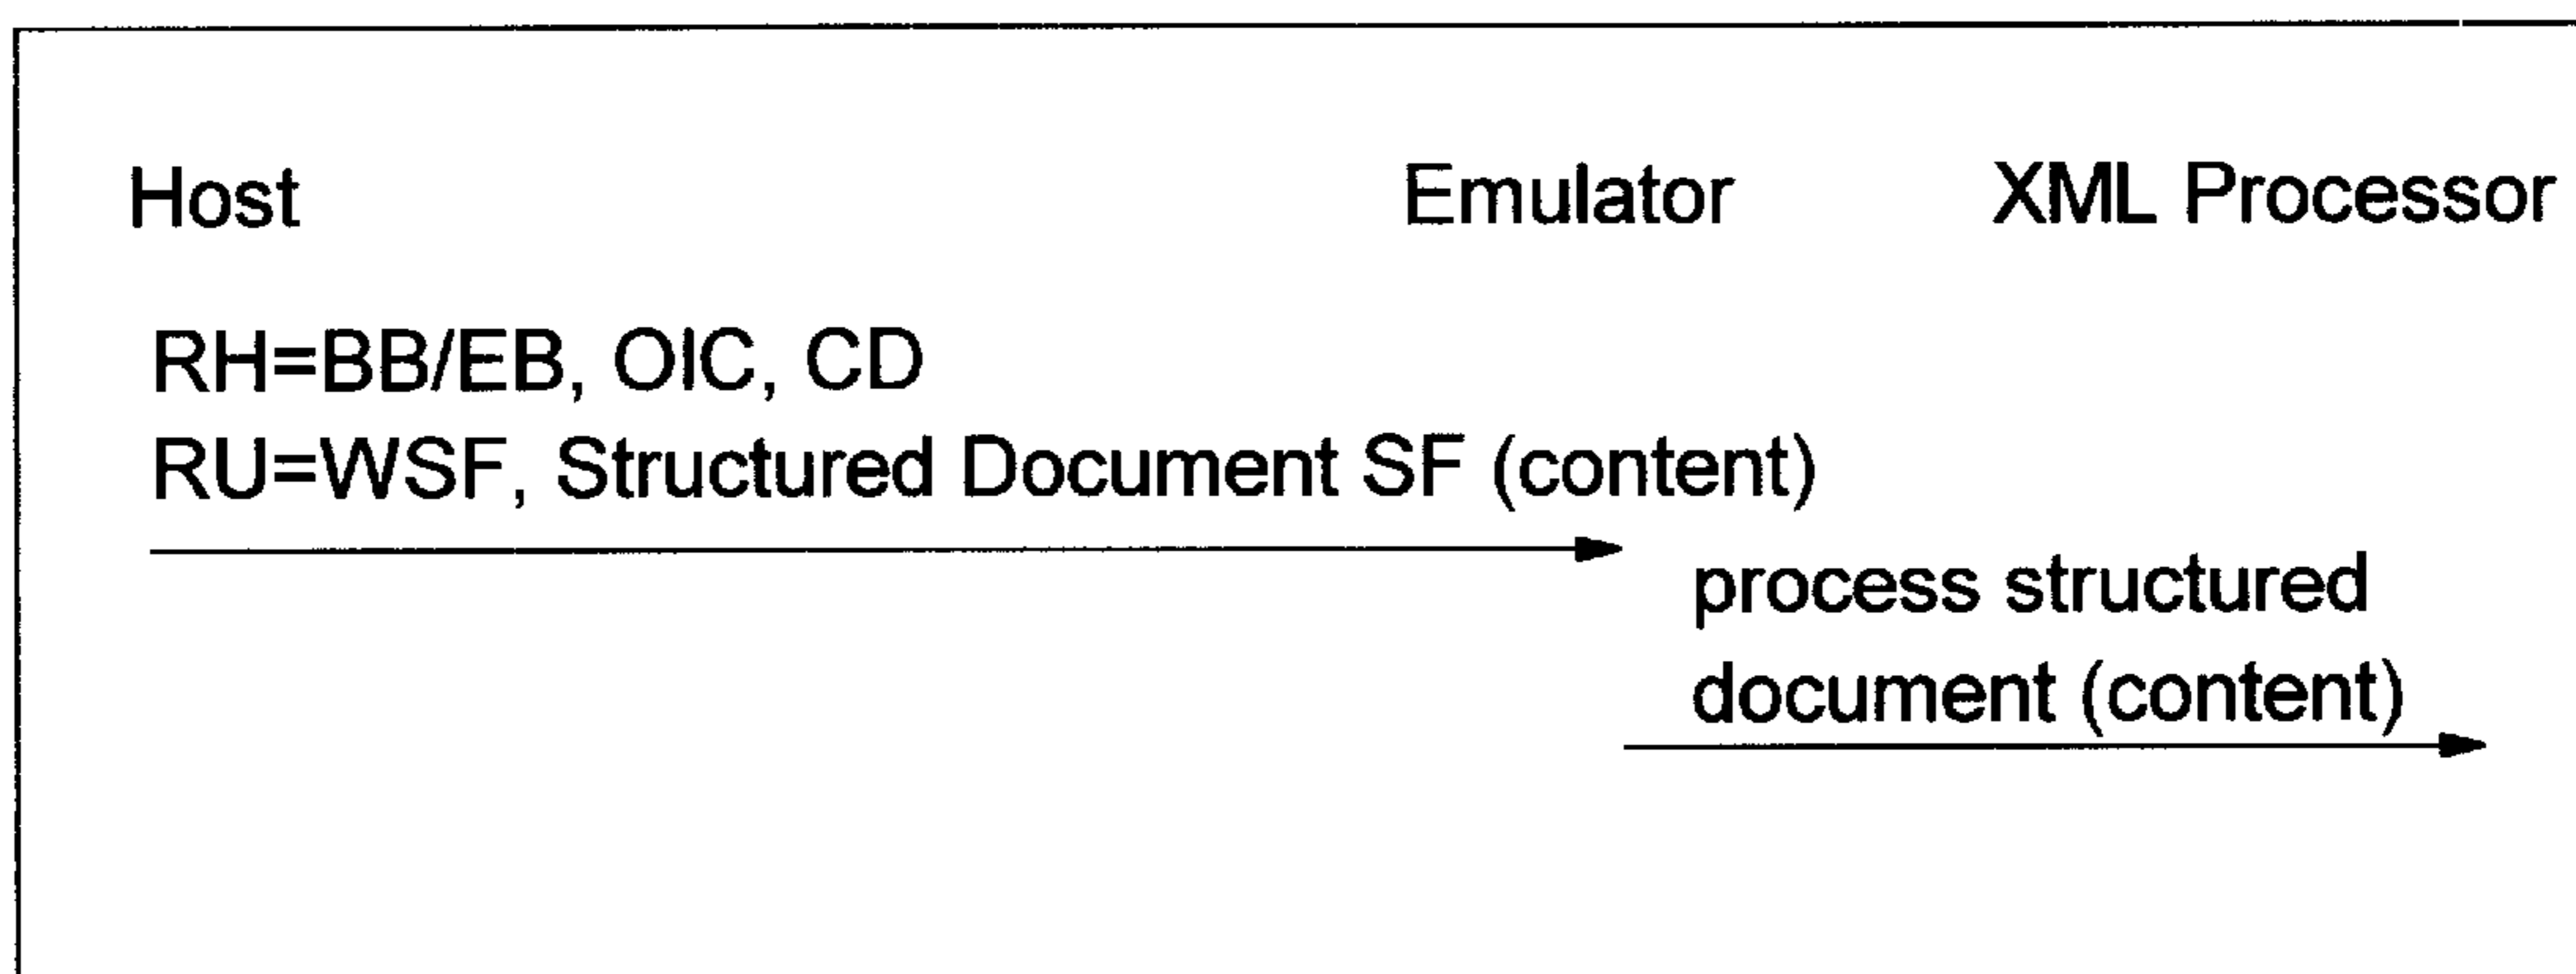 Host Emulator XML Processor
RH=BB/EB, OIC, CD
RU=WSF, Structured Document SF (content)
process structured
document (content)